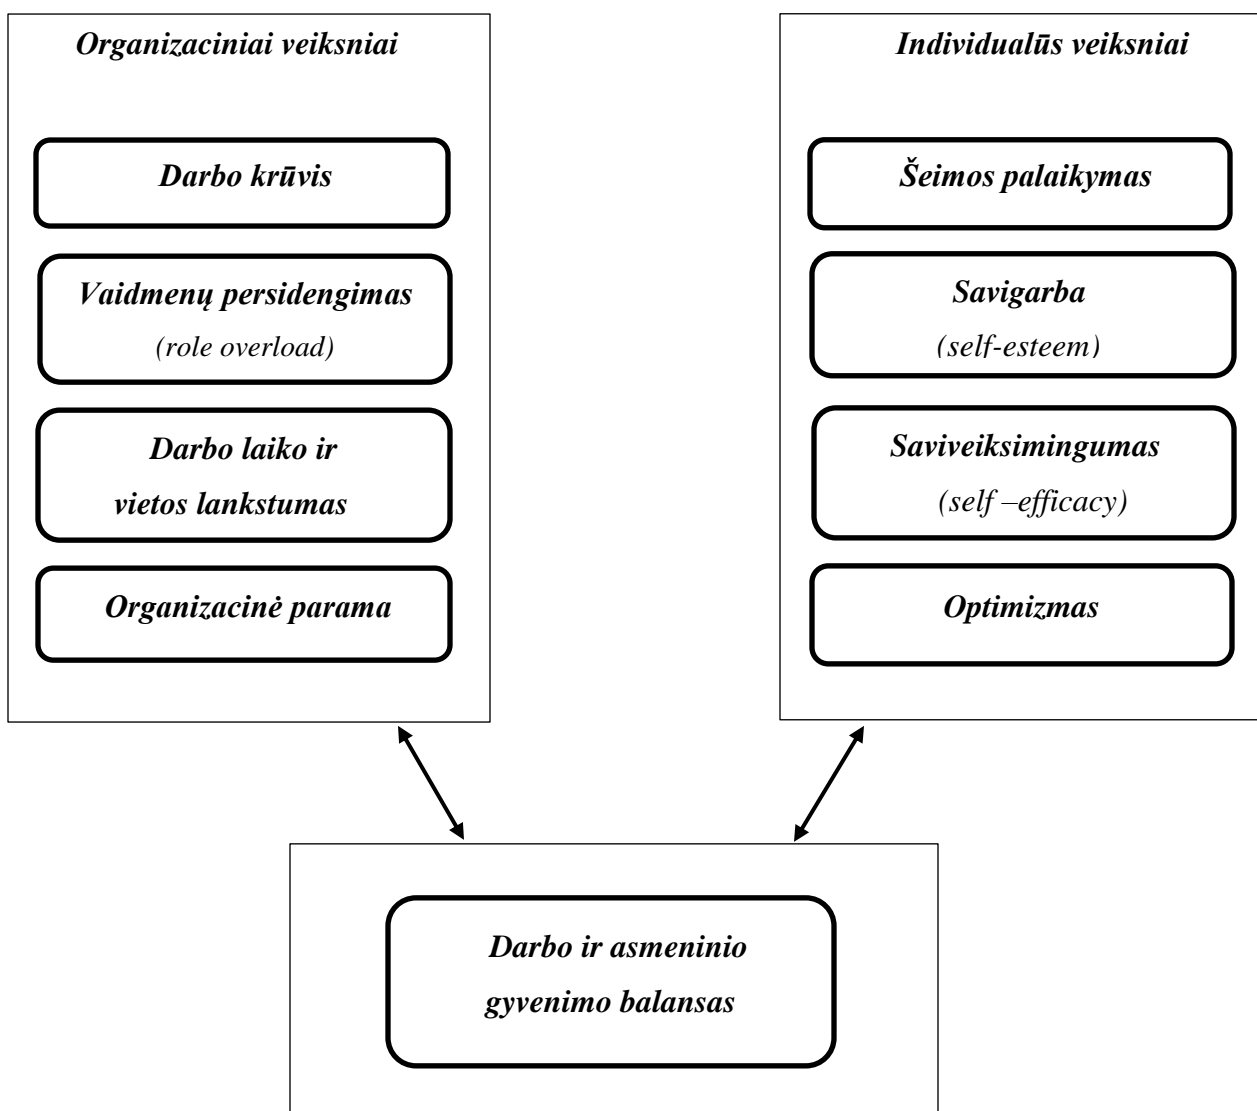 Organizaciniai veiksniai
Darbo krūvis
Vaidmenų persidengimas
(role overload)
Darbo laiko ir
vietos lankstumas
Organizacinė parama
Individualūs veiksniai
Šeimos palaikymas
Savigarba
(self-esteem)
Saviveiksimingumas
(self –efficacy)
Optimizmas
Darbo ir asmeninio
gyvenimo balansas